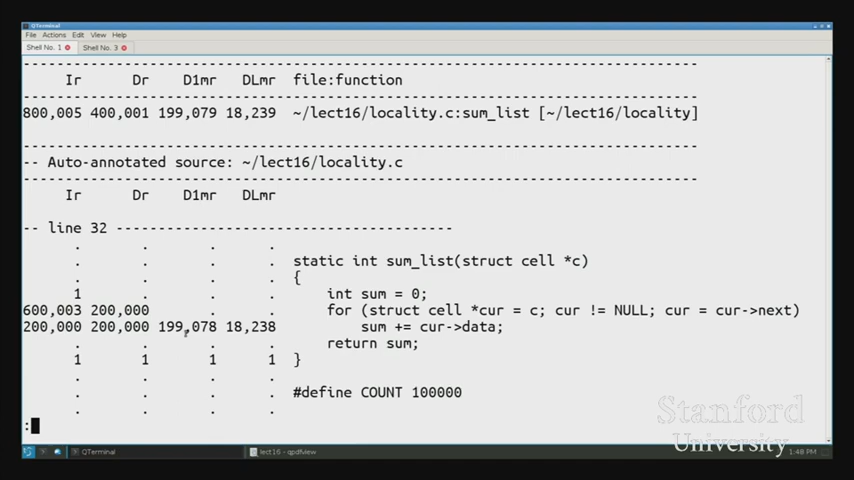 QTerminal
File Actions Edit View Help
Shell No. 1 Shell No. 3
--------------------------------------------------------------------------------
Ir Dr D1mr DLmr file:function
--------------------------------------------------------------------------------
800,005 400,001 199,079 18,239 ~/lect16/locality.c:sum_list [~/lect16/locality]
--------------------------------------------------------------------------------
-- Auto-annotated source: ~/lect16/locality.c
--------------------------------------------------------------------------------
Ir Dr D1mr DLmr
-- line 32 ----------------------------------------
. . . .
. . . . static int sum_list(struct cell *c)
. . . . {
1 . . . int sum = 0;
600,003 200,000 . . for (struct cell *cur = c; cur != NULL; cur = cur->next)
200,000 200,000 199,078 18,238 sum += cur->data;
. . . . return sum;
1 1 1 1 }
. . . .
. . . . #define COUNT 100000
. . . .
:
Stanford
University
QTerminal lect16 - qpdfview 1:48 PM